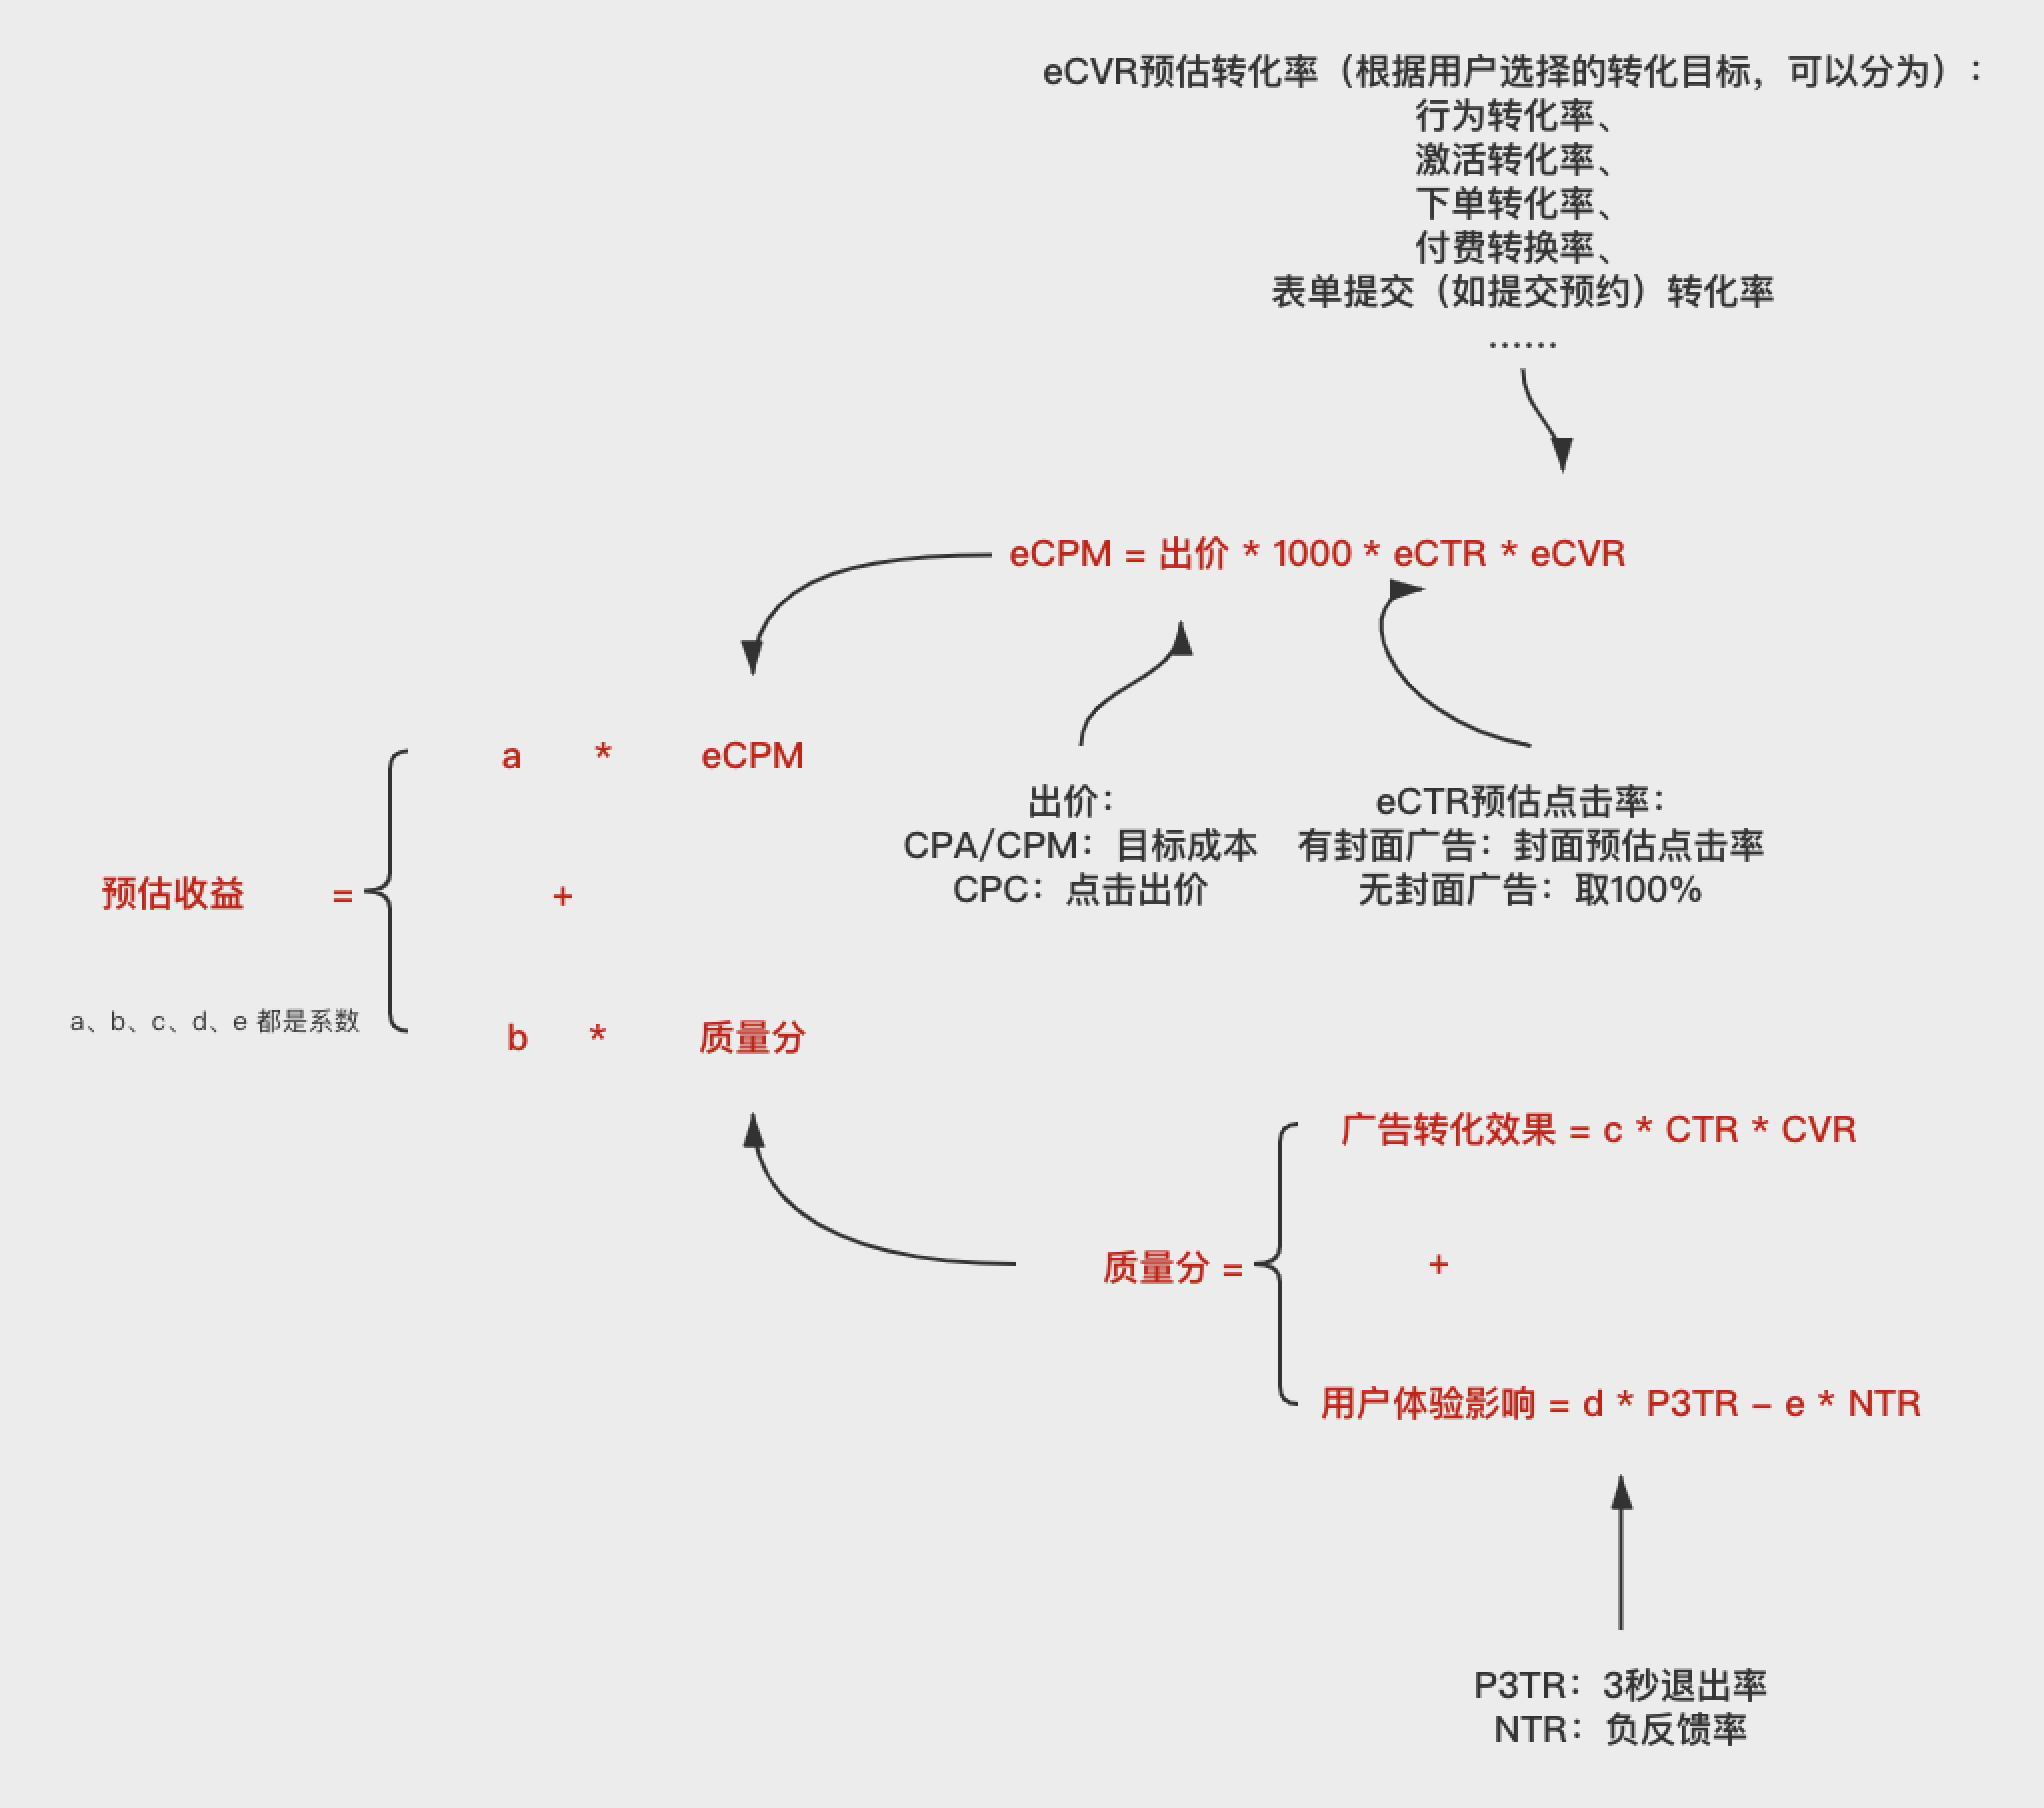 eCVR预估转化率（根据用户选择的转化目标，可以分为）：
行为转化率、
激活转化率、
下单转化率、
付费转换率、
表单提交（如提交预约）转化率
……
eCPM = 出价 * 1000 * eCTR * eCVR
a * eCPM
出价：
CPA/CPM：目标成本
CPC：点击出价
eCTR预估点击率：
有封面广告：封面预估点击率
无封面广告：取100%
预估收益 = +
a、b、c、d、e 都是系数
b * 质量分
广告转化效果 = c * CTR * CVR
质量分 = +
用户体验影响 = d * P3TR – e * NTR
P3TR：3秒退出率
NTR：负反馈率